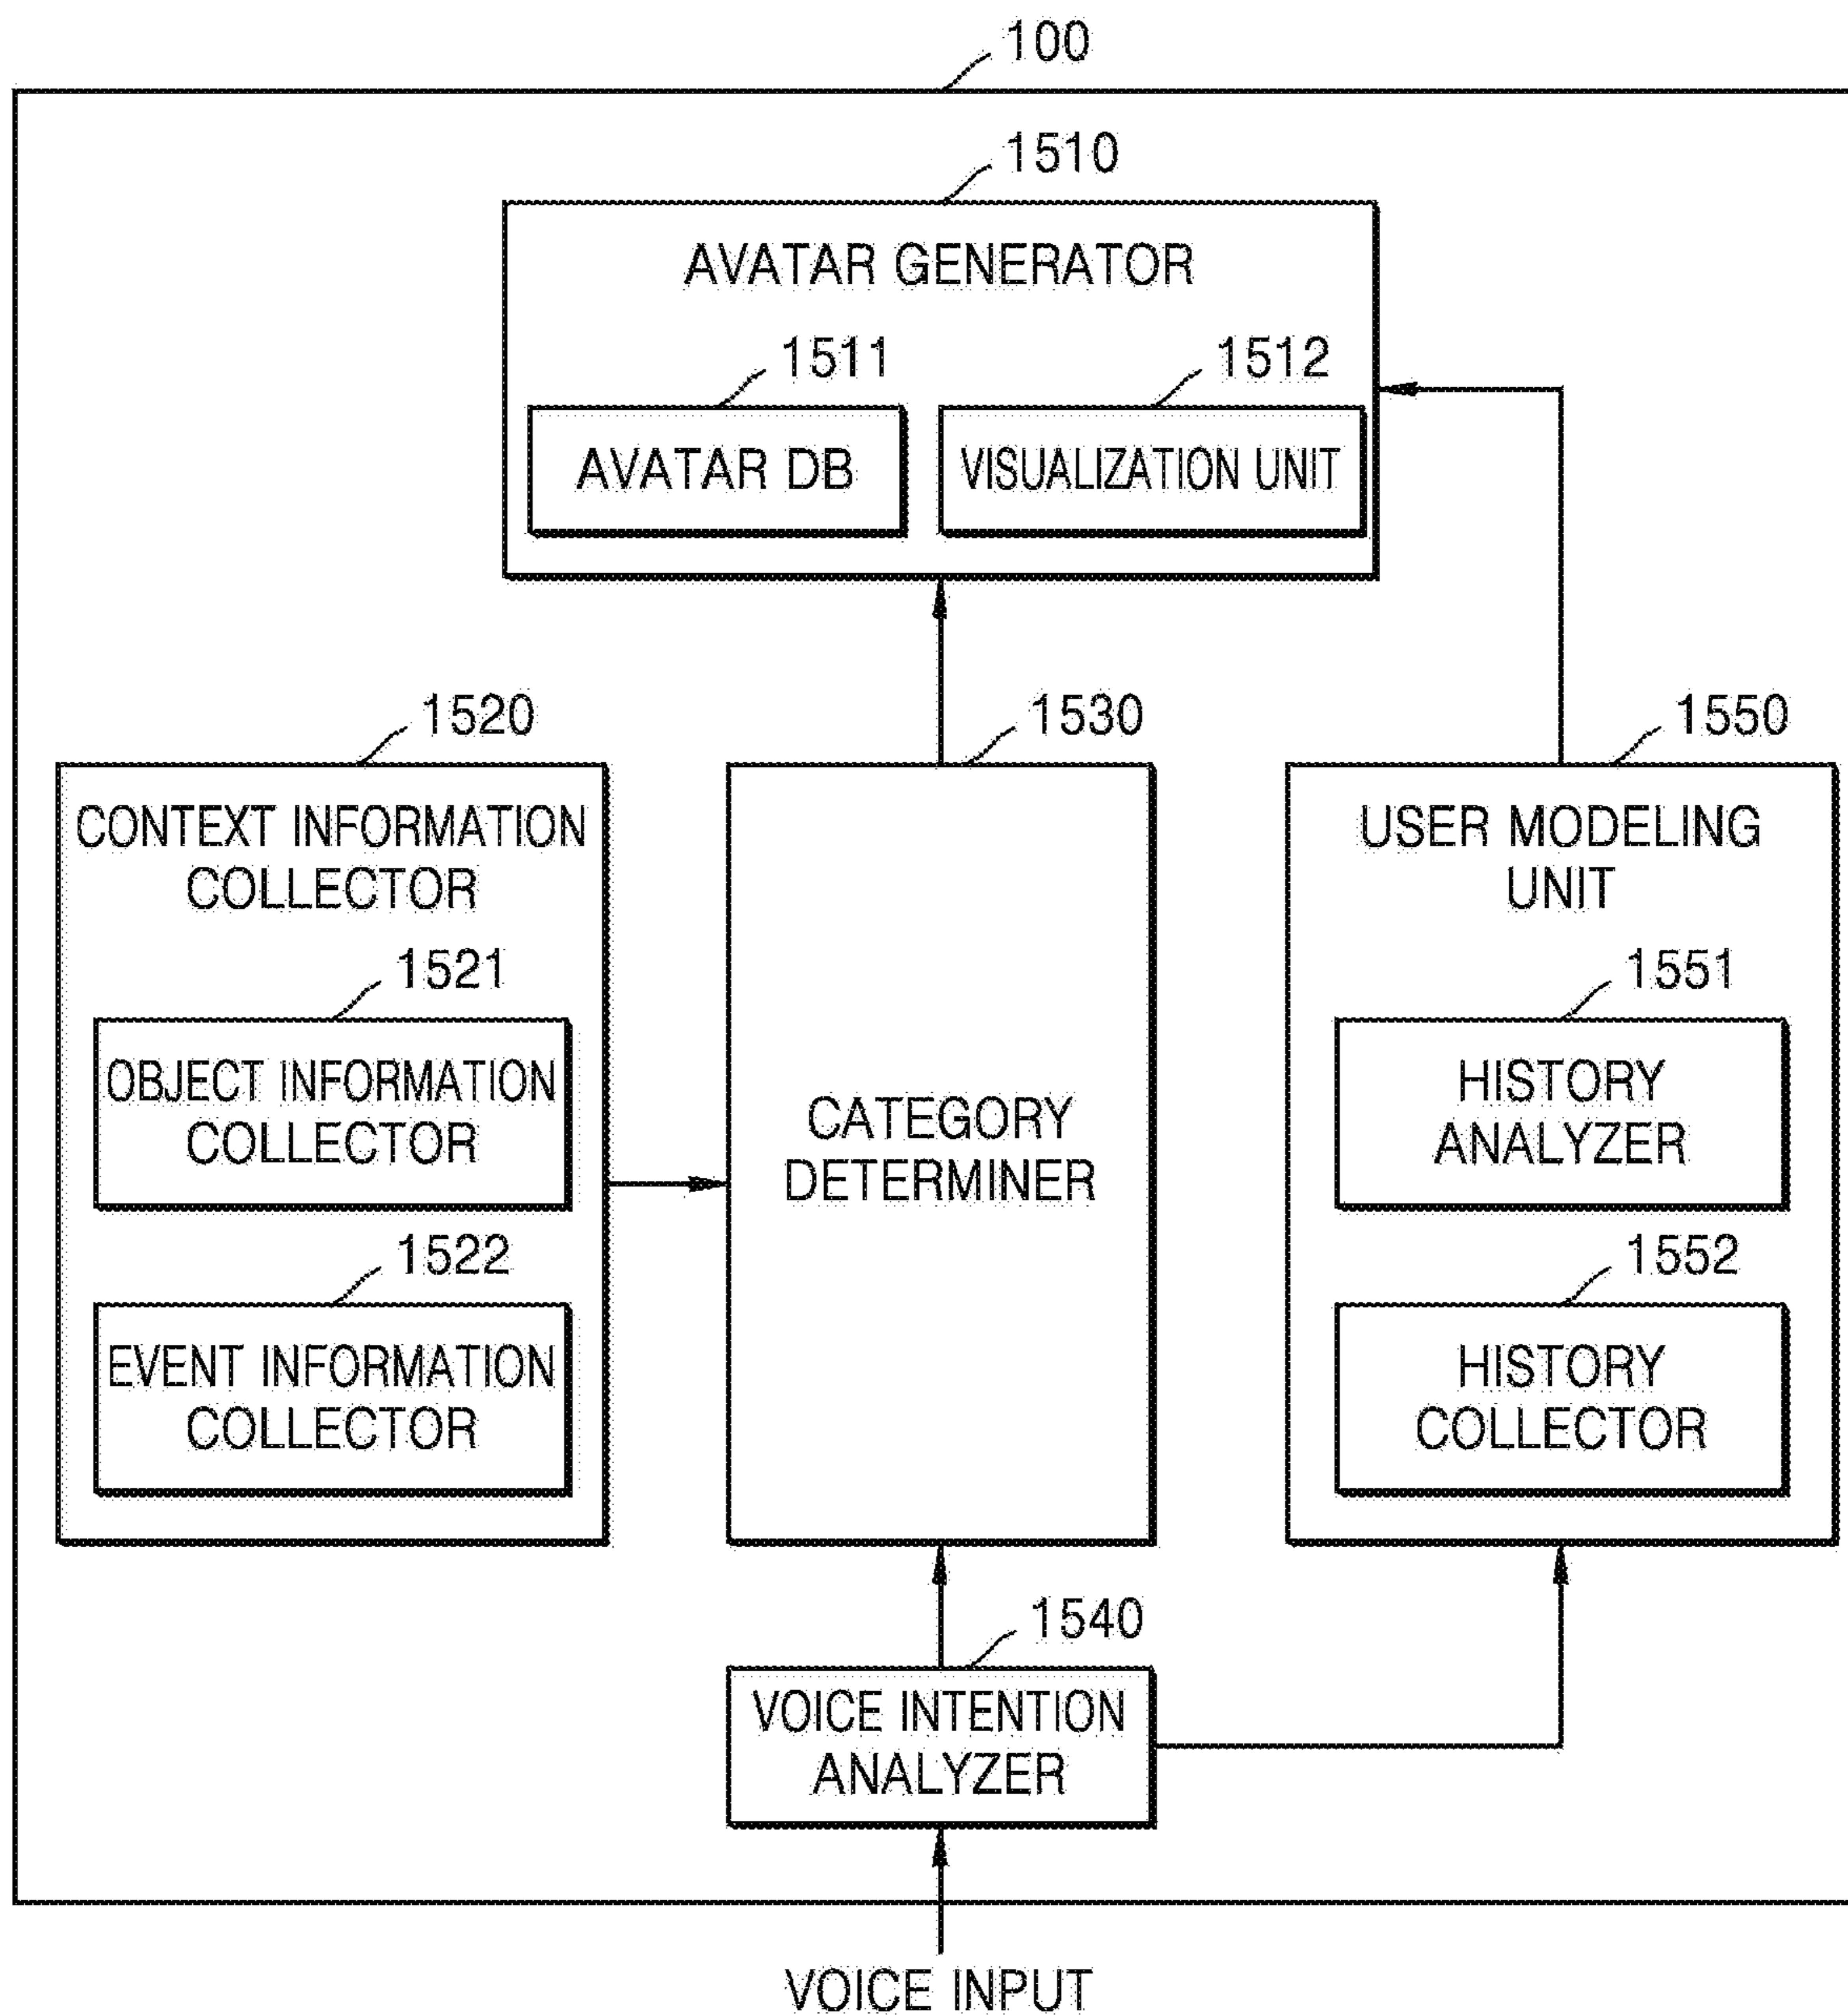 100
1510
AVATAR GENERATOR
1511
1512
AVATAR DB
VISUALIZATION UNIT
1520
1530
1550
CONTEXT INFORMATION
COLLECTOR
1521
OBJECT INFORMATION
COLLECTOR
1522
EVENT INFORMATION
COLLECTOR
CATEGORY
DETERMINER
USER MODELING
UNIT
1551
HISTORY
ANALYZER
1552
HISTORY
COLLECTOR
1540
VOICE INTENTION
ANALYZER
VOICE INPUT